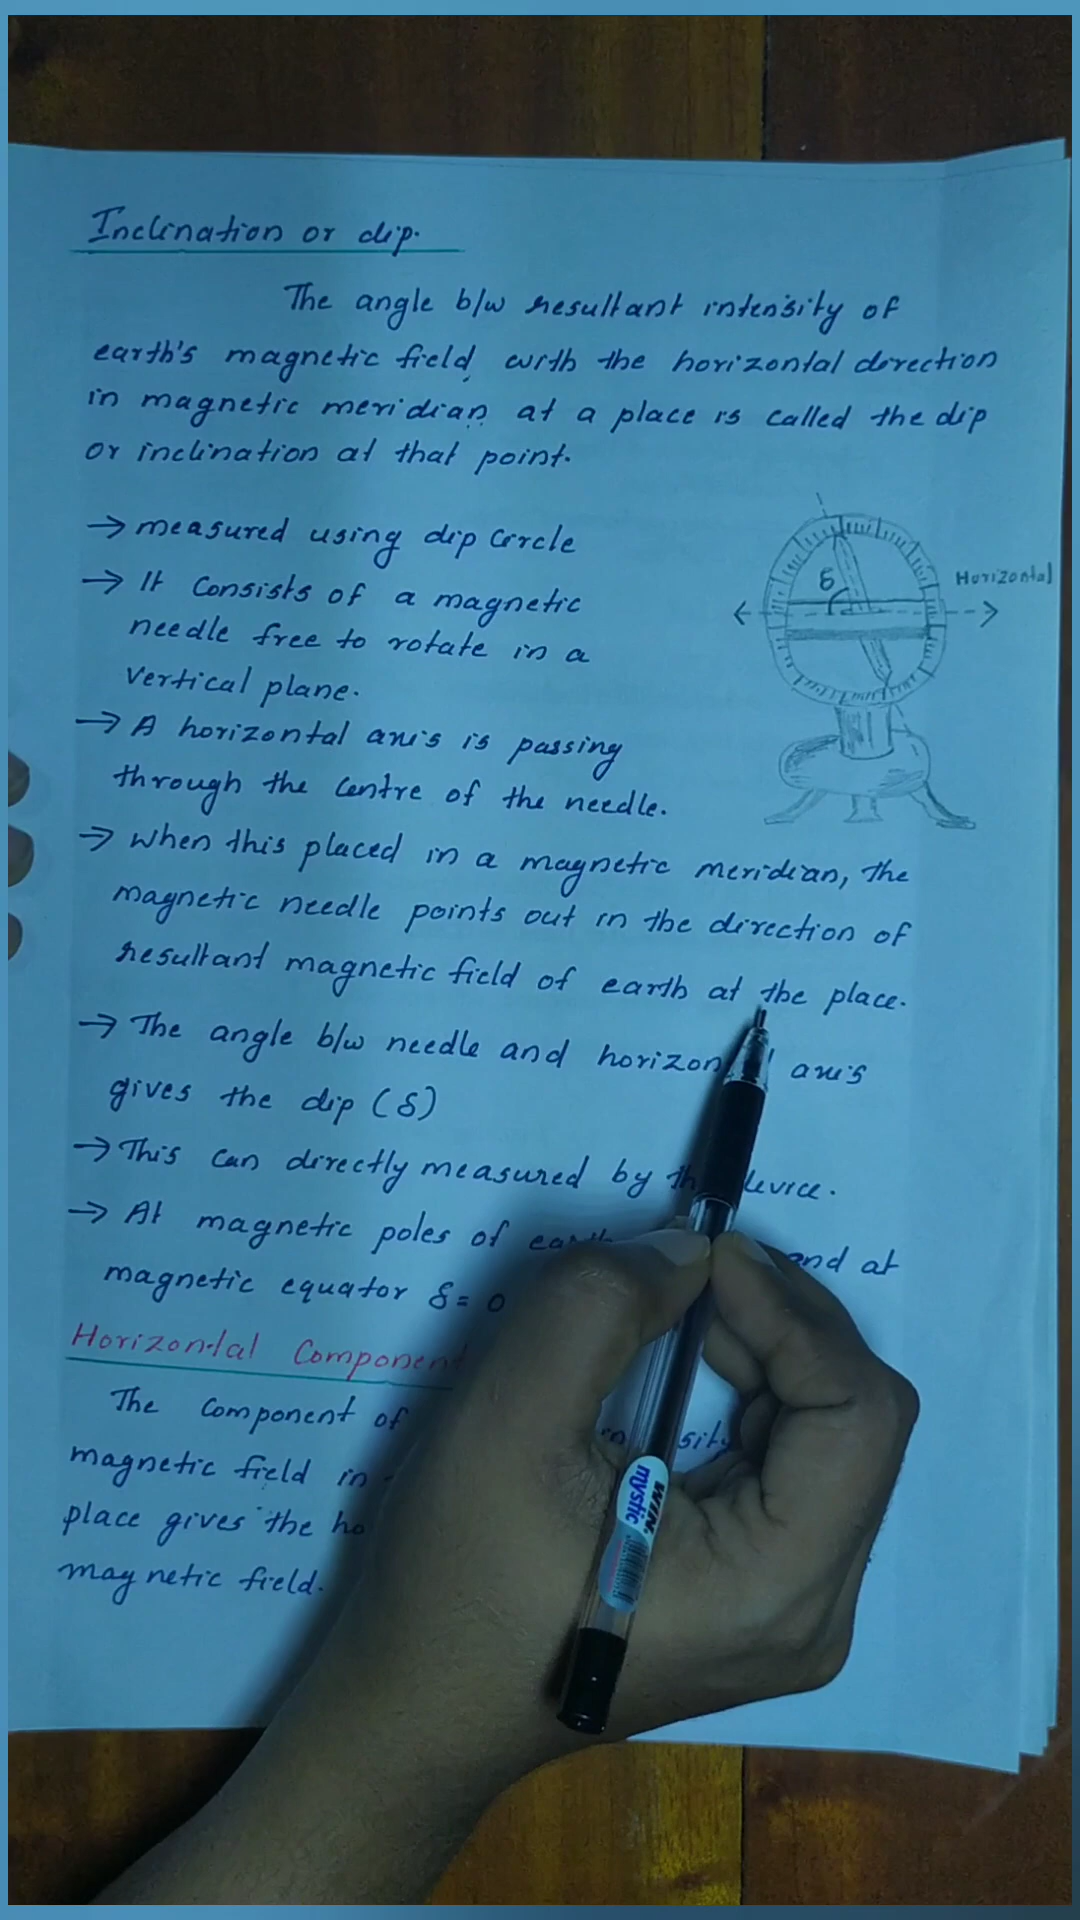 Inclination or dip.
The angle b/w resultant intensity of
earth's magnetic field, with the horizontal direction
in magnetic meridian at a place is called the dip
or inclination at that point.
→ measured using dip circle
→ It consists of a magnetic
needle free to rotate in a
vertical plane.
δ
Horizontal
→ A horizontal axis is passing
through the centre of the needle.
→ When this placed in a magnetic meridian, the
magnetic needle points out in the direction of
resultant magnetic field of earth at the place.
→ The angle b/w needle and axis
gives the dip (δ)
→ This can directly measured by
→ At magnetic poles of and at
magnetic equator δ = 0
Horizontal Component
The component of
magnetic field in
place gives the
magnetic field.
WIN
mystic